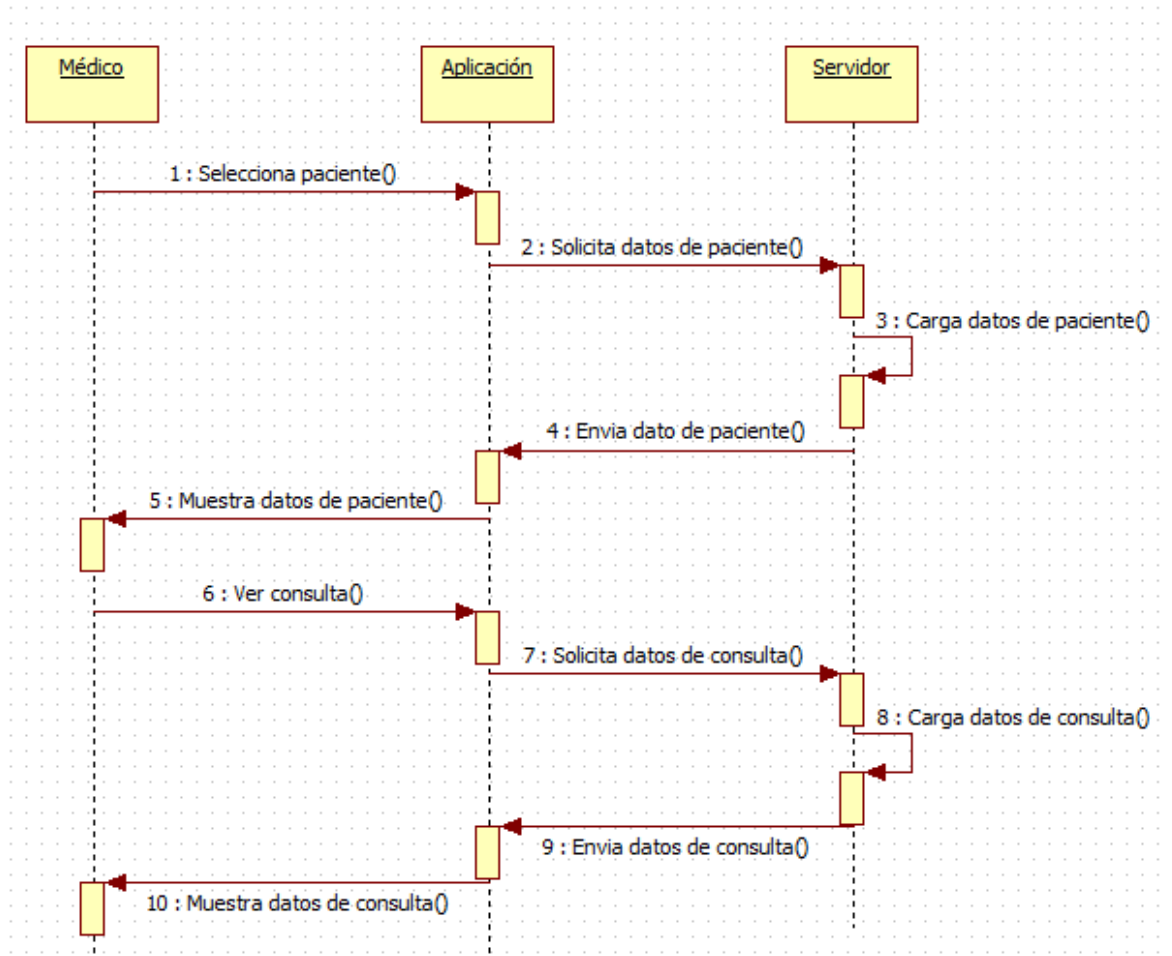 Médico
Aplicación
Servidor
1 : Selecciona paciente()
2 : Solicita datos de paciente()
3 : Carga datos de paciente()
4 : Envia dato de paciente()
5 : Muestra datos de paciente()
6 : Ver consulta()
7 : Solicita datos de consulta()
8 : Carga datos de consulta()
9 : Envia datos de consulta()
10 : Muestra datos de consulta()